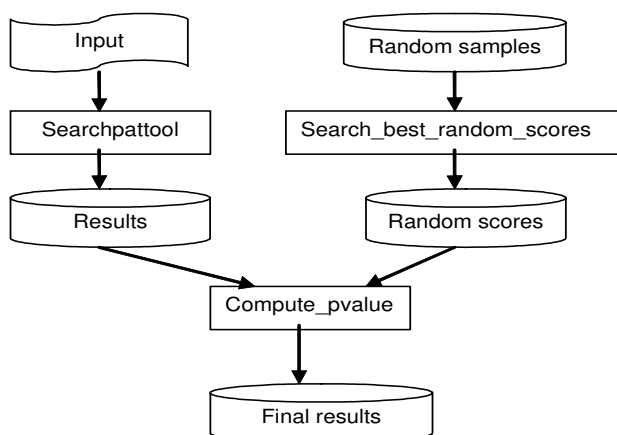 Input
Random samples
Searchpattool
Search_best_random_scores
Results
Random scores
Compute_pvalue
Final results